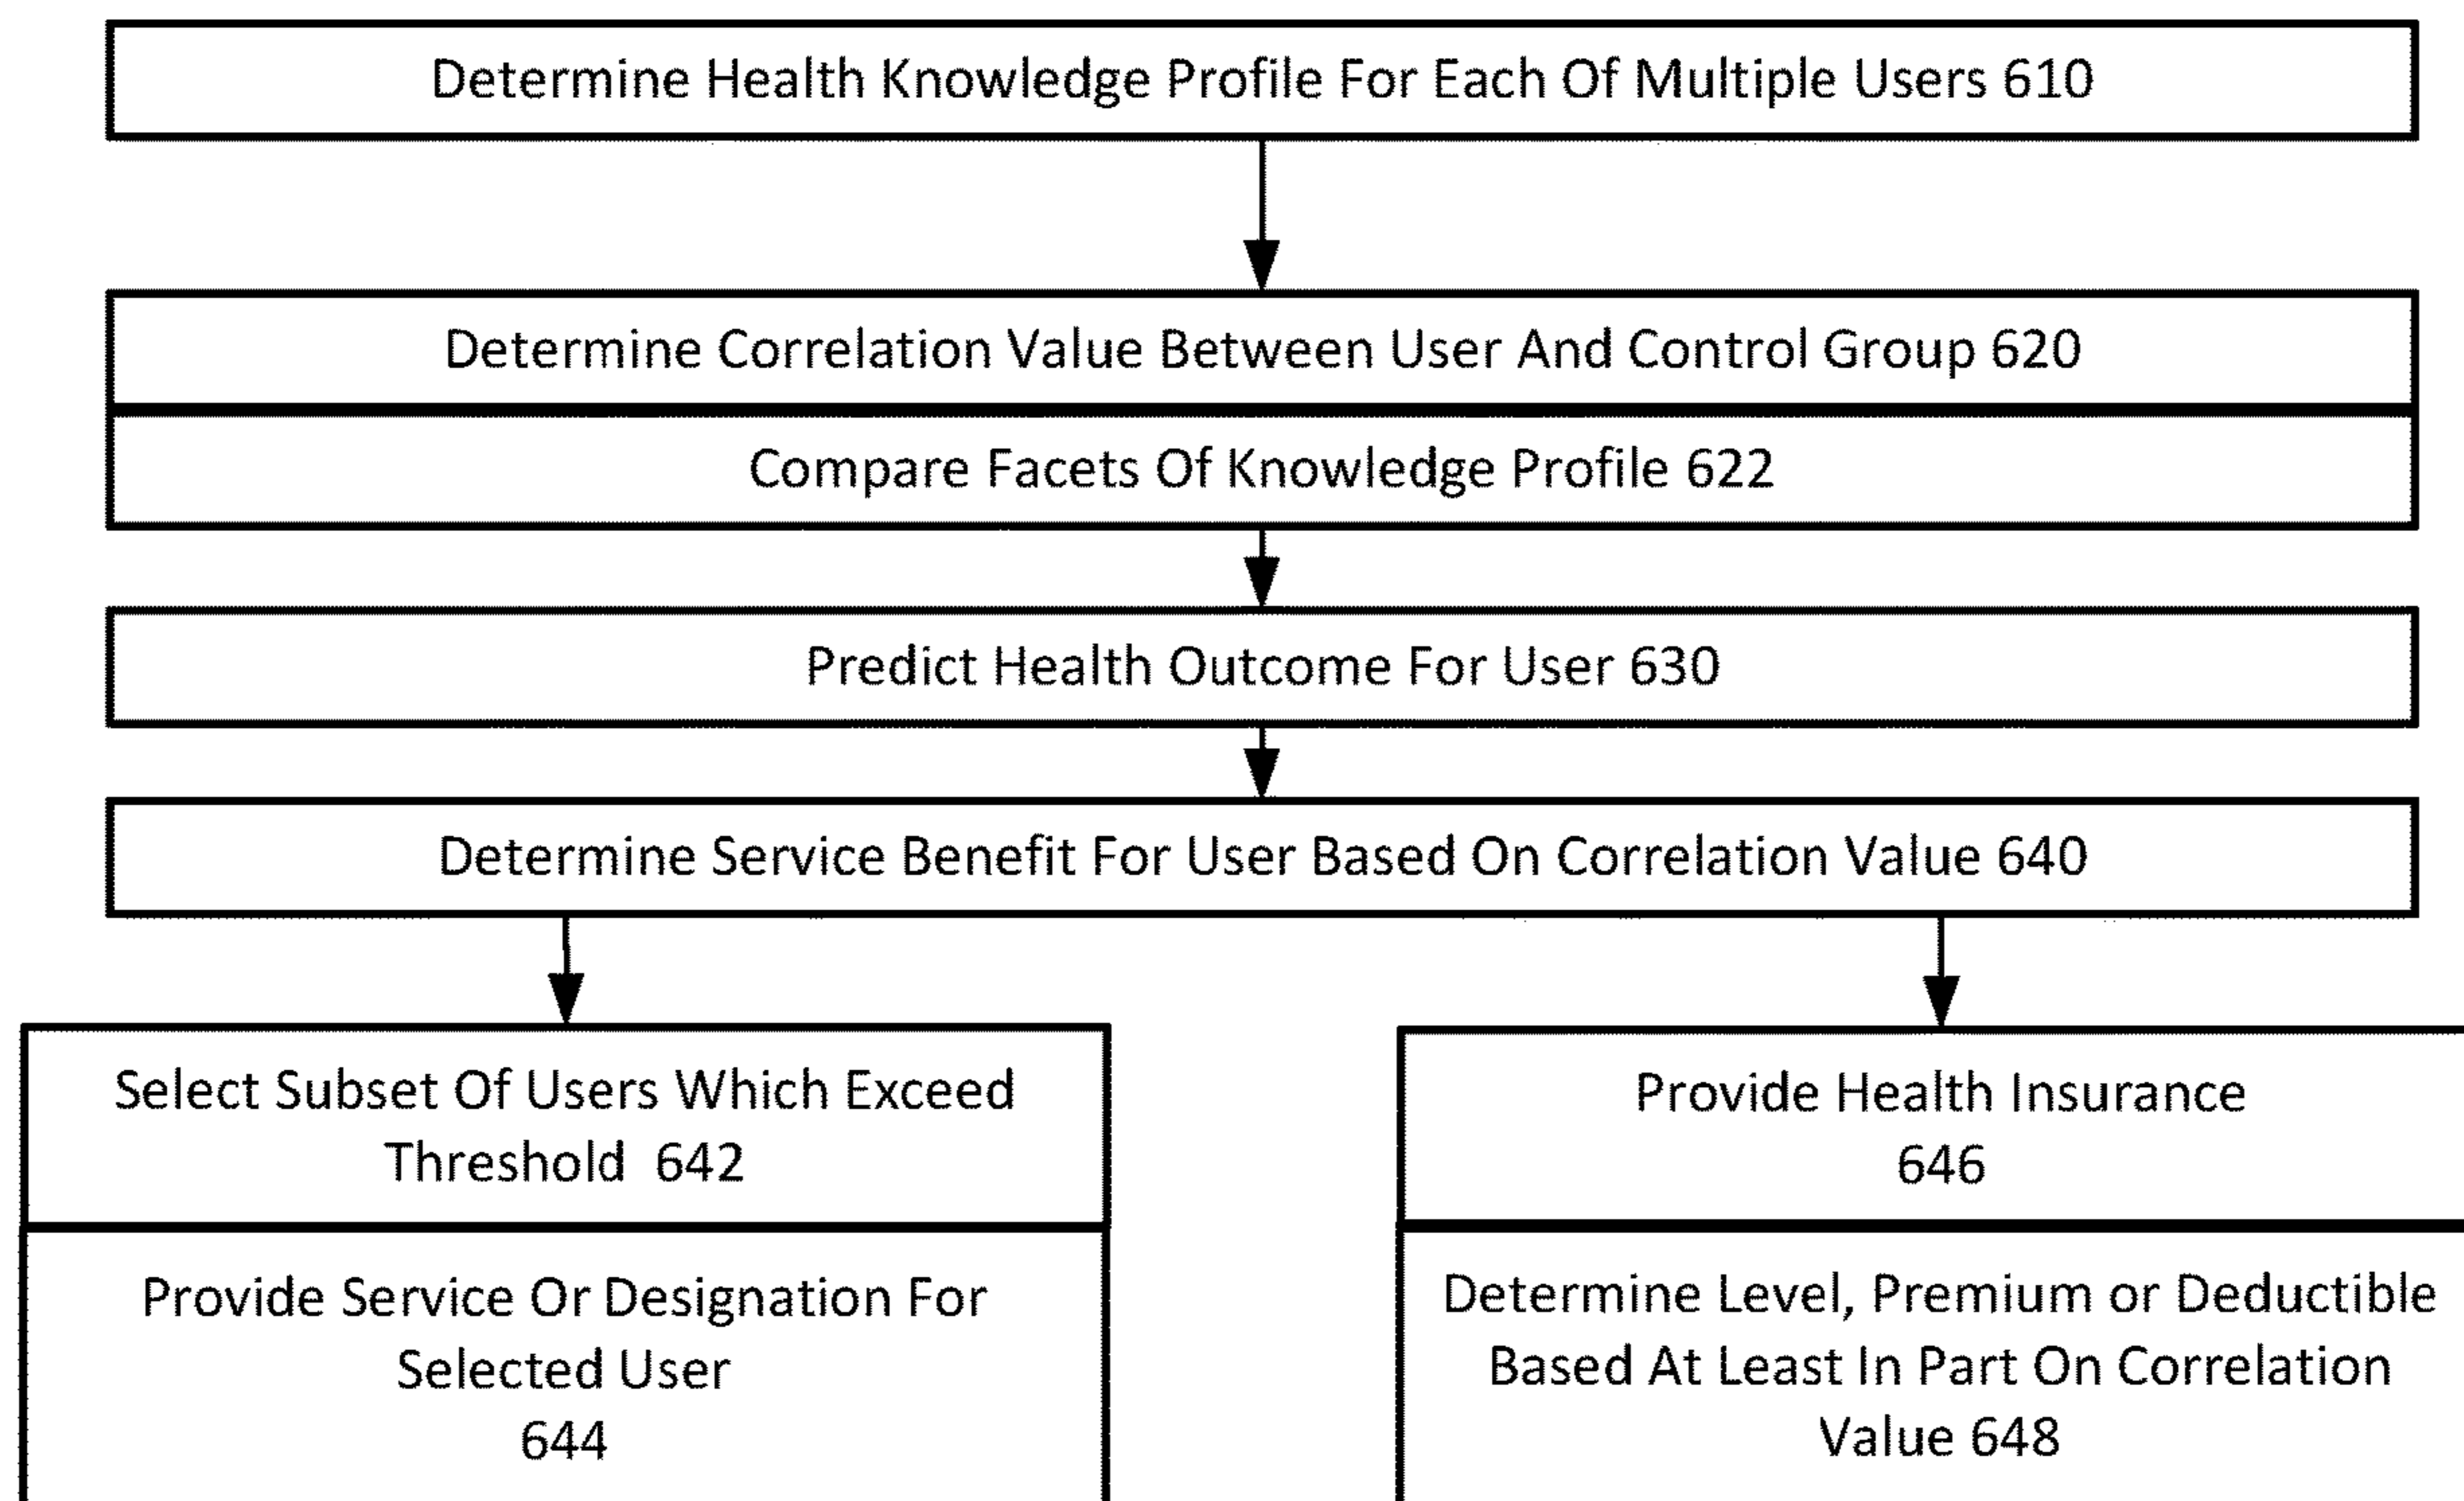 Determine Health Knowledge Profile For Each Of Multiple Users 610
Determine Correlation Value Between User And Control Group 620
Compare Facets Of Knowledge Profile 622
Predict Health Outcome For User 630
Determine Service Benefit For User Based On Correlation Value 640
Select Subset Of Users Which Exceed
Threshold 642
Provide Service Or Designation For
Selected User
644
Provide Health Insurance
646
Determine Level, Premium or Deductible
Based At Least In Part On Correlation
Value 648